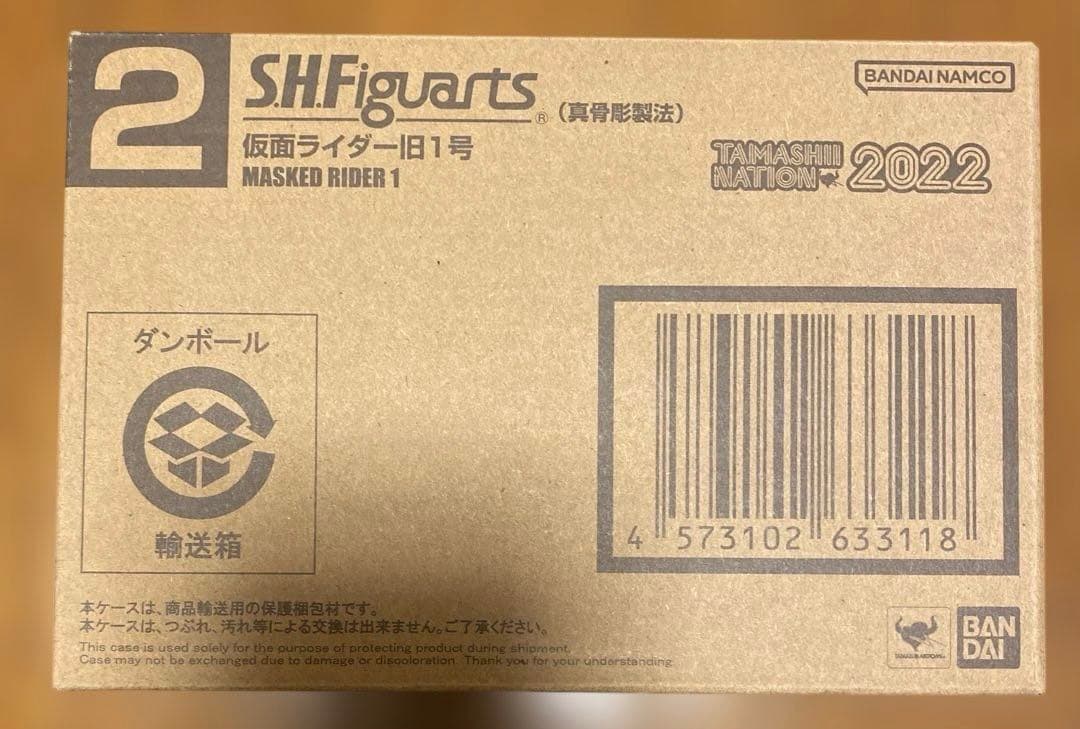 2
S.H.Figuarts®（真骨彫製法）
仮面ライダー旧1号
MASKED RIDER 1
BANDAI NAMCO
TAMASHII
NATION 2022
ダンボール
輸送箱
4 573102 633118
本ケースは、商品輸送用の保護梱包材です。
本ケースは、つぶれ、汚れ等による交換は出来ません。ご了承ください。
This case is used solely for the purpose of protecting product during shipment.
Case may not be exchanged due to damage or discoloration. Thank you for your understanding.
BAN
DAI